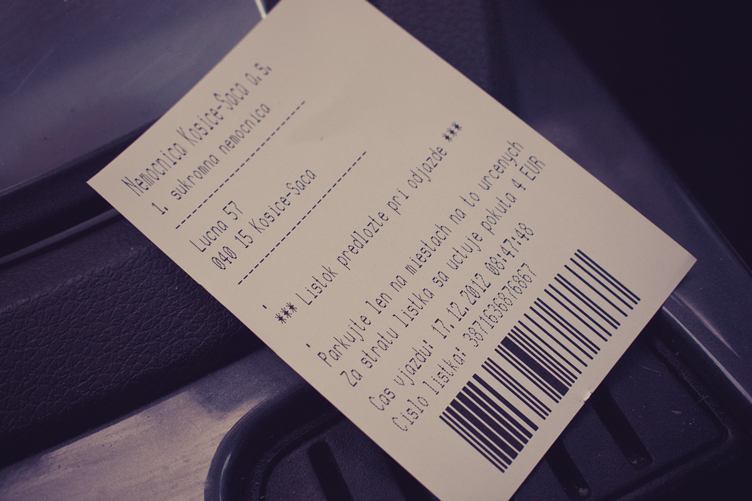 Nemocnica Kosice-Saca a.s.
1. sukromna nemocnica
------------------------
Lucna 57
040 15 Kosice-Saca
------------------------
*** Listok predlozte pri odjazde ***
Parkujte len na miestach na to urcenych
Za stratu listka sa uctuje pokuta 4 EUR
Cas vjazdu: 17.12.2012 08:47:48
Cislo listka: 3871636876867